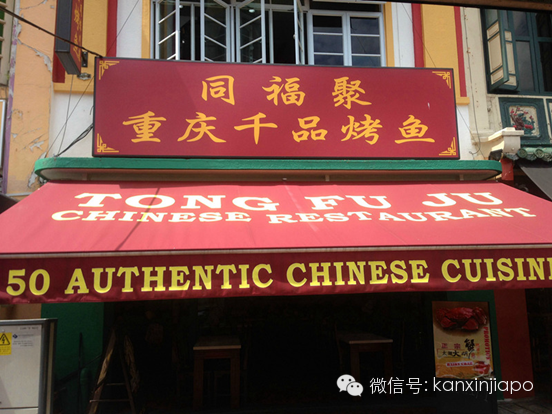 同福聚
重庆千品烤鱼
TONG FU JU
CHINESE RESTAURANT
50 AUTHENTIC CHINESE CUISIN
蟹
微信号: kanxinjiapo